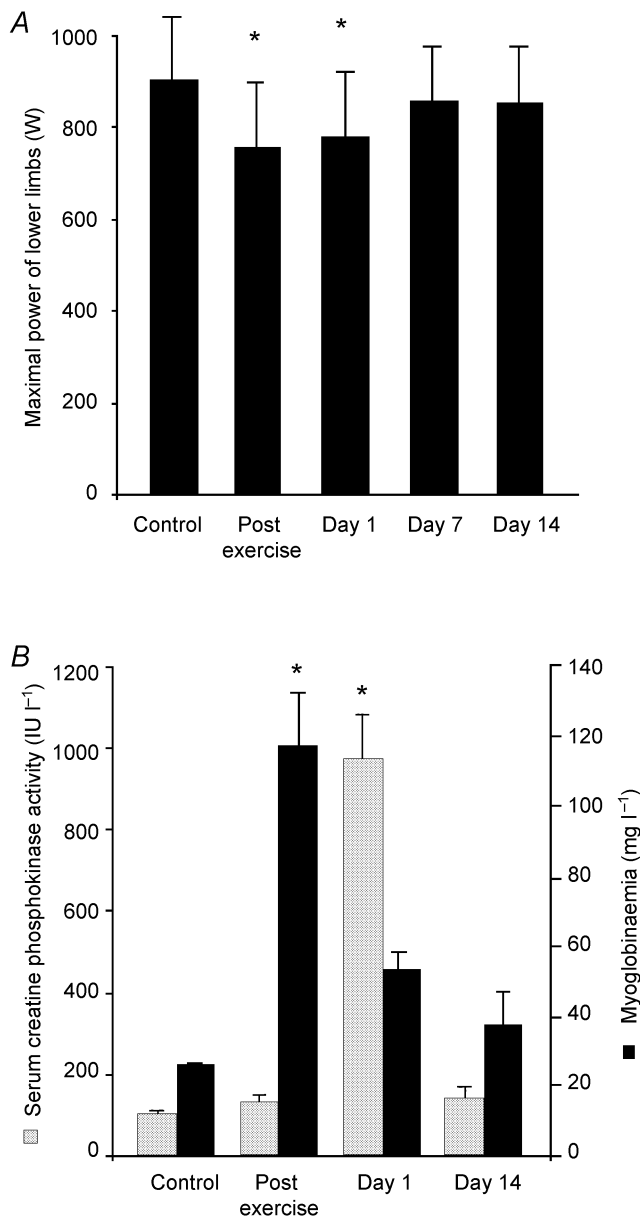 A
Maximal power of lower limbs (W)
1000
800
600
400
200
0
*
*
Control
Post
exercise
Day 1
Day 7
Day 14
B
Serum creatine phosphokinase activity (IU l⁻¹)
1200
1000
800
600
400
200
0
*
*
140
120
100
80
60
40
20
0
Myoglobinaemia (mg l⁻¹)
Control
Post
exercise
Day 1
Day 14